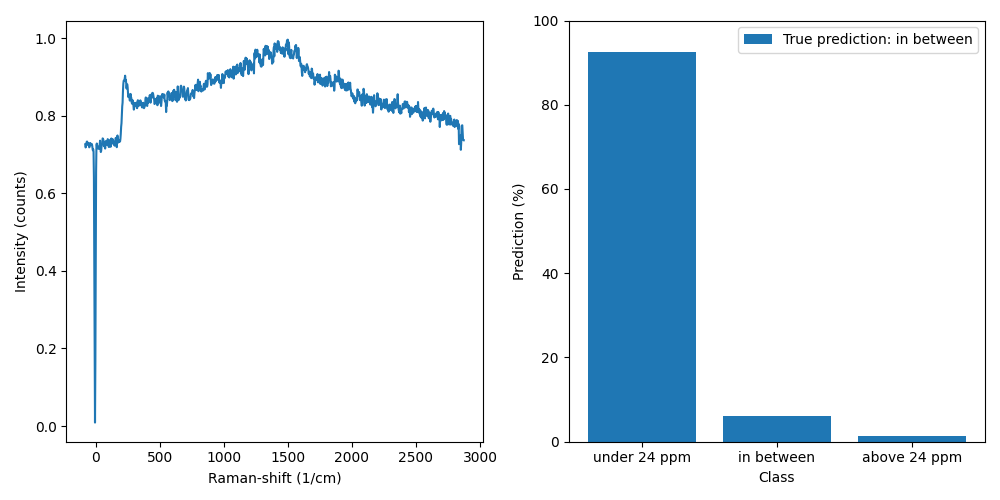 1.0
0.8
0.6
0.4
0.2
0.0
Intensity (counts)
0 500 1000 1500 2000 2500 3000
Raman-shift (1/cm)
100
80
60
40
20
0
Prediction (%)
True prediction: in between
under 24 ppm in between above 24 ppm
Class